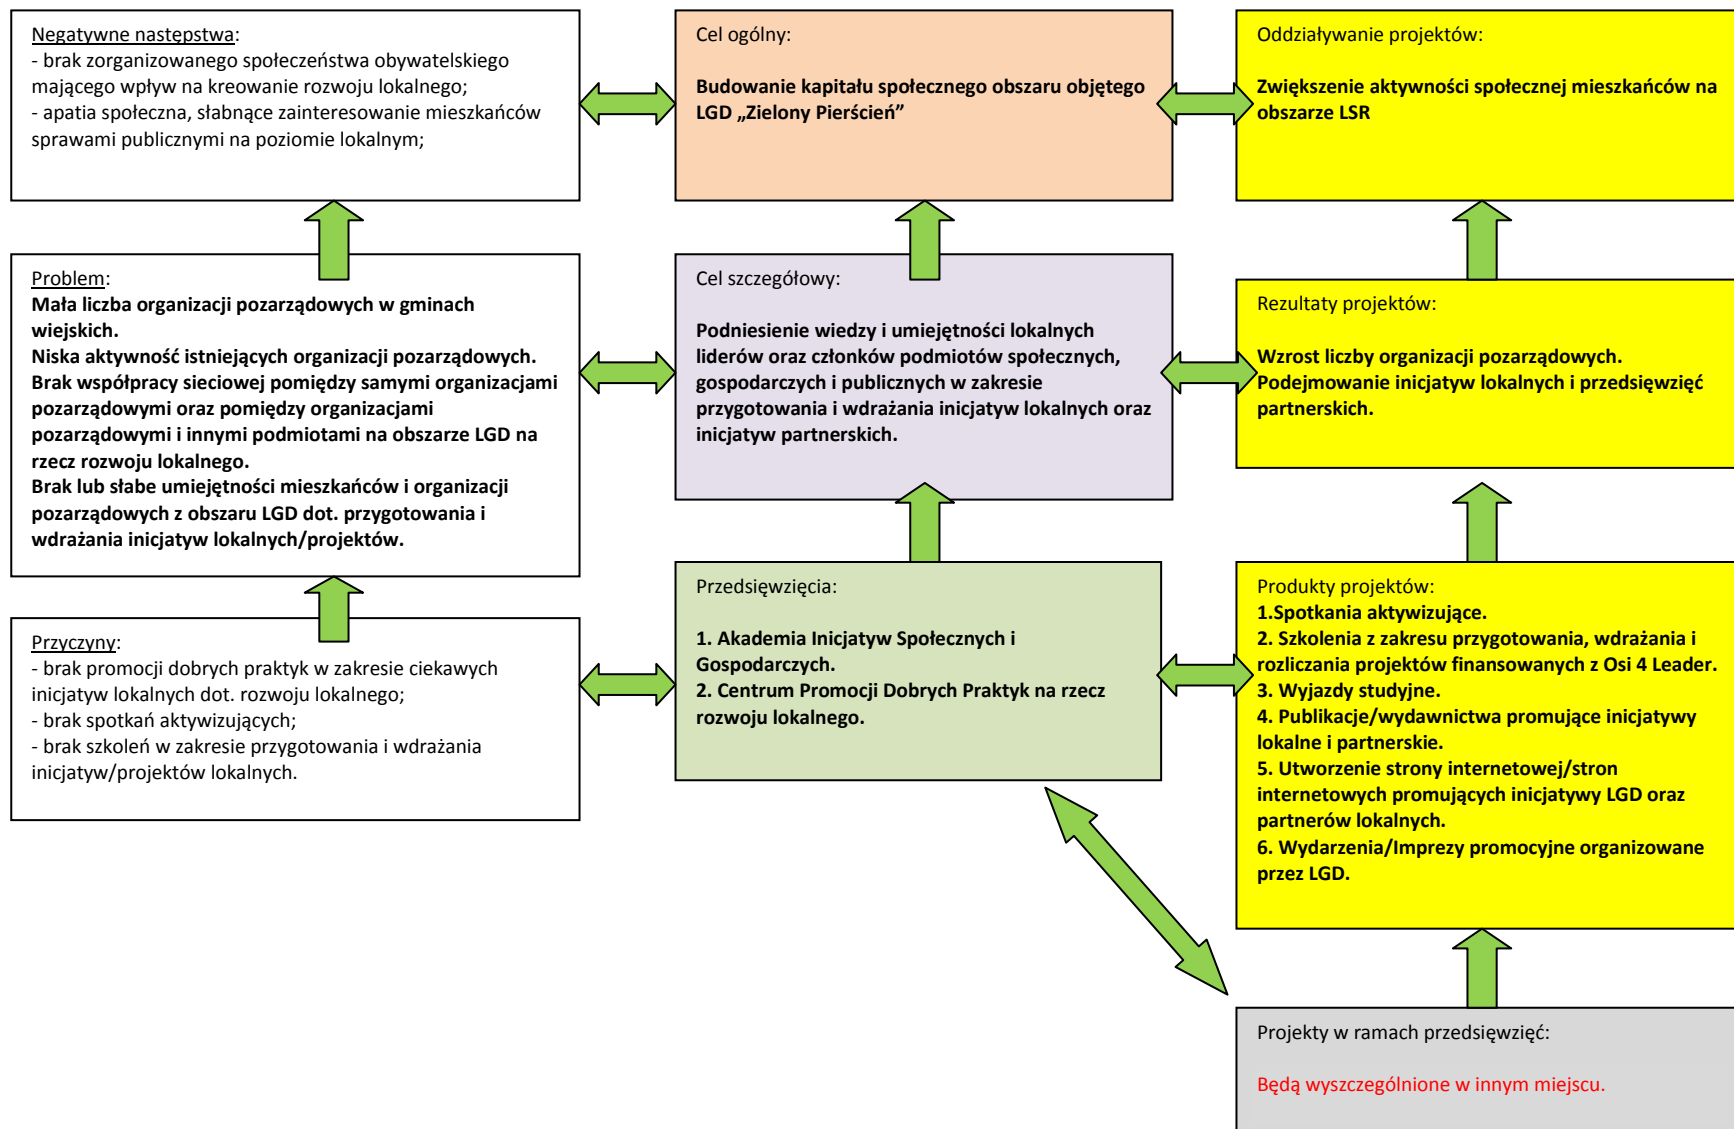 Negatywne następstwa:
- brak zorganizowanego społeczeństwa obywatelskiego
mającego wpływ na kreowanie rozwoju lokalnego;
- apatia społeczna, słabnące zainteresowanie mieszkańców
sprawami publicznymi na poziomie lokalnym;
Cel ogólny:
Budowanie kapitału społecznego obszaru objętego
LGD „Zielony Pierścień”
Oddziaływanie projektów:
Zwiększenie aktywności społecznej mieszkańców na
obszarze LSR
Problem:
Mała liczba organizacji pozarządowych w gminach
wiejskich.
Niska aktywność istniejących organizacji pozarządowych.
Brak współpracy sieciowej pomiędzy samymi organizacjami
pozarządowymi oraz pomiędzy organizacjami
pozarządowymi i innymi podmiotami na obszarze LGD na
rzecz rozwoju lokalnego.
Brak lub słabe umiejętności mieszkańców i organizacji
pozarządowych z obszaru LGD dot. przygotowania i
wdrażania inicjatyw lokalnych/projektów.
Cel szczegółowy:
Podniesienie wiedzy i umiejętności lokalnych
liderów oraz członków podmiotów społecznych,
gospodarczych i publicznych w zakresie
przygotowania i wdrażania inicjatyw lokalnych oraz
inicjatyw partnerskich.
Rezultaty projektów:
Wzrost liczby organizacji pozarządowych.
Podejmowanie inicjatyw lokalnych i przedsięwzięć
partnerskich.
Przyczyny:
- brak promocji dobrych praktyk w zakresie ciekawych
inicjatyw lokalnych dot. rozwoju lokalnego;
- brak spotkań aktywizujących;
- brak szkoleń w zakresie przygotowania i wdrażania
inicjatyw/projektów lokalnych.
Przedsięwzięcia:
1. Akademia Inicjatyw Społecznych i
Gospodarczych.
2. Centrum Promocji Dobrych Praktyk na rzecz
rozwoju lokalnego.
Produkty projektów:
1.Spotkania aktywizujące.
2. Szkolenia z zakresu przygotowania, wdrażania i
rozliczania projektów finansowanych z Osi 4 Leader.
3. Wyjazdy studyjne.
4. Publikacje/wydawnictwa promujące inicjatywy
lokalne i partnerskie.
5. Utworzenie strony internetowej/stron
internetowych promujących inicjatywy LGD oraz
partnerów lokalnych.
6. Wydarzenia/Imprezy promocyjne organizowane
przez LGD.
Projekty w ramach przedsięwzięć:
Będą wyszczególnione w innym miejscu.